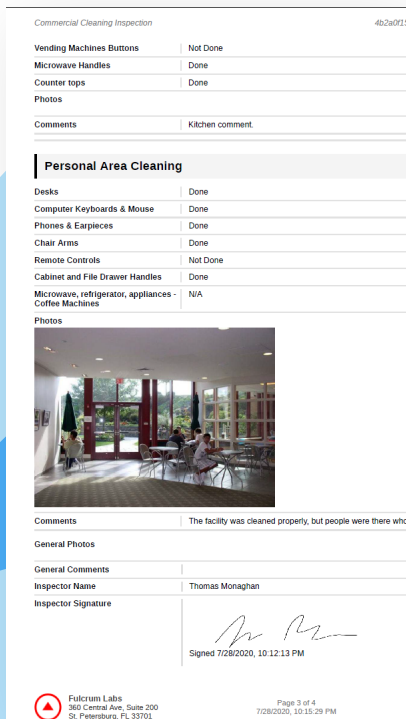 Commercial Cleaning Inspection 4b2a0f15
Vending Machines Buttons Not Done
Microwave Handles Done
Counter tops Done
Photos
Comments Kitchen comment.
Personal Area Cleaning
Desks Done
Computer Keyboards & Mouse Done
Phones & Earpieces Done
Chair Arms Done
Remote Controls Not Done
Cabinet and File Drawer Handles Done
Microwave, refrigerator, appliances - N/A
Coffee Machines
Photos
Comments The facility was cleaned properly, but people were there who
General Photos
General Comments
Inspector Name Thomas Monaghan
Inspector Signature
Signed 7/28/2020, 10:12:13 PM
Fulcrum Labs
360 Central Ave, Suite 200
St. Petersburg, FL 33701
Page 3 of 4
7/28/2020, 10:15:29 PM